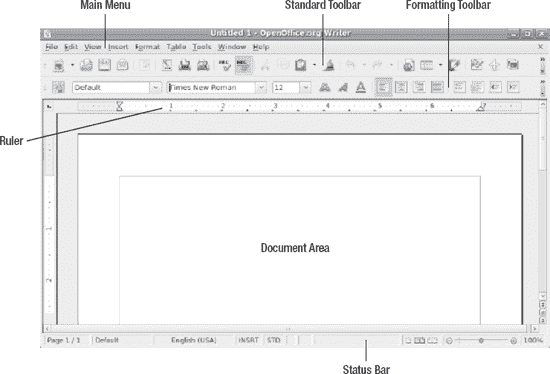 Main Menu Standard Toolbar Formatting Toolbar
Untitled 1 - OpenOffice.org Writer
File Edit View Insert Format Table Tools Window Help
Default Times New Roman 12
1 2 3 4 5 6
Ruler
1
Document Area
2
Page 1 / 1 Default English (USA) INSRT STD 100%
Status Bar